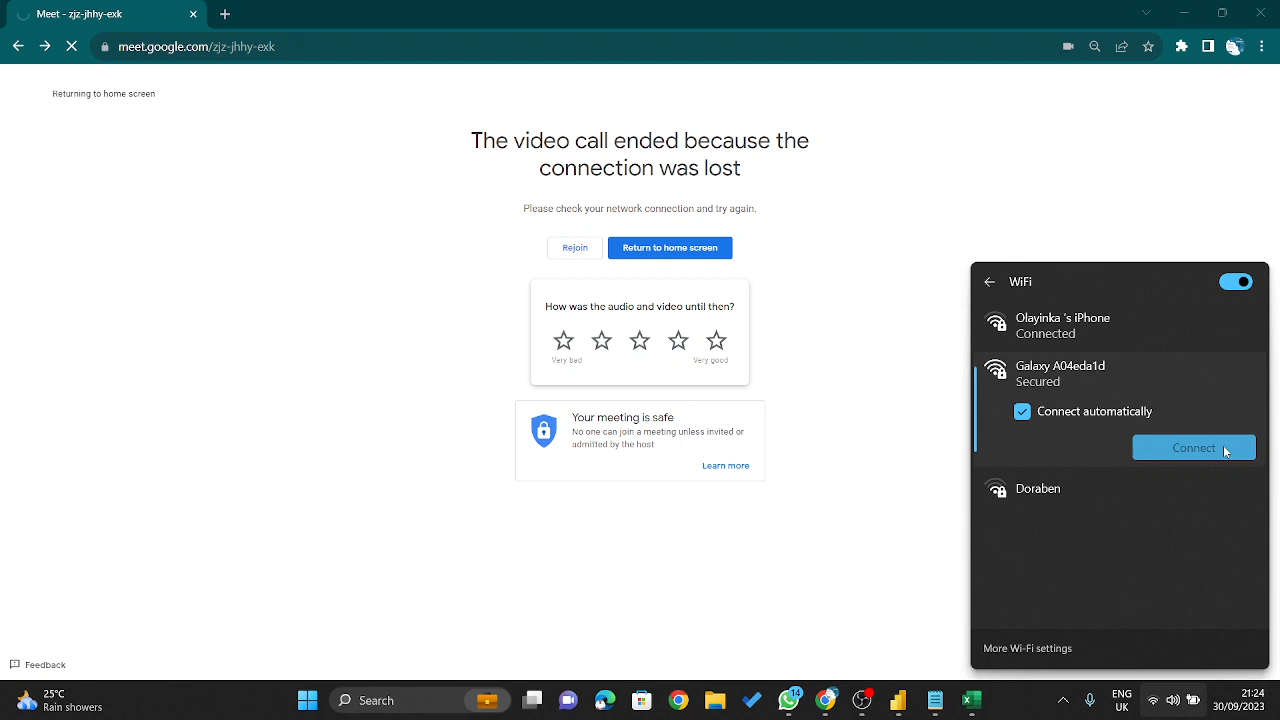 Meet - zjz-jhhy-exk
meet.google.com/zjz-jhhy-exk
Returning to home screen
The video call ended because the
connection was lost
Please check your network connection and try again.
Rejoin
Return to home screen
How was the audio and video until then?
Very bad
Very good
Your meeting is safe
No one can join a meeting unless invited or
admitted by the host
Learn more
Feedback
WiFi
Olayinka 's iPhone
Connected
Galaxy A04eda1d
Secured
Connect automatically
Connect
Doraben
More Wi-Fi settings
25°C
Rain showers
Search
14
ENG
UK
21:24
30/09/2023